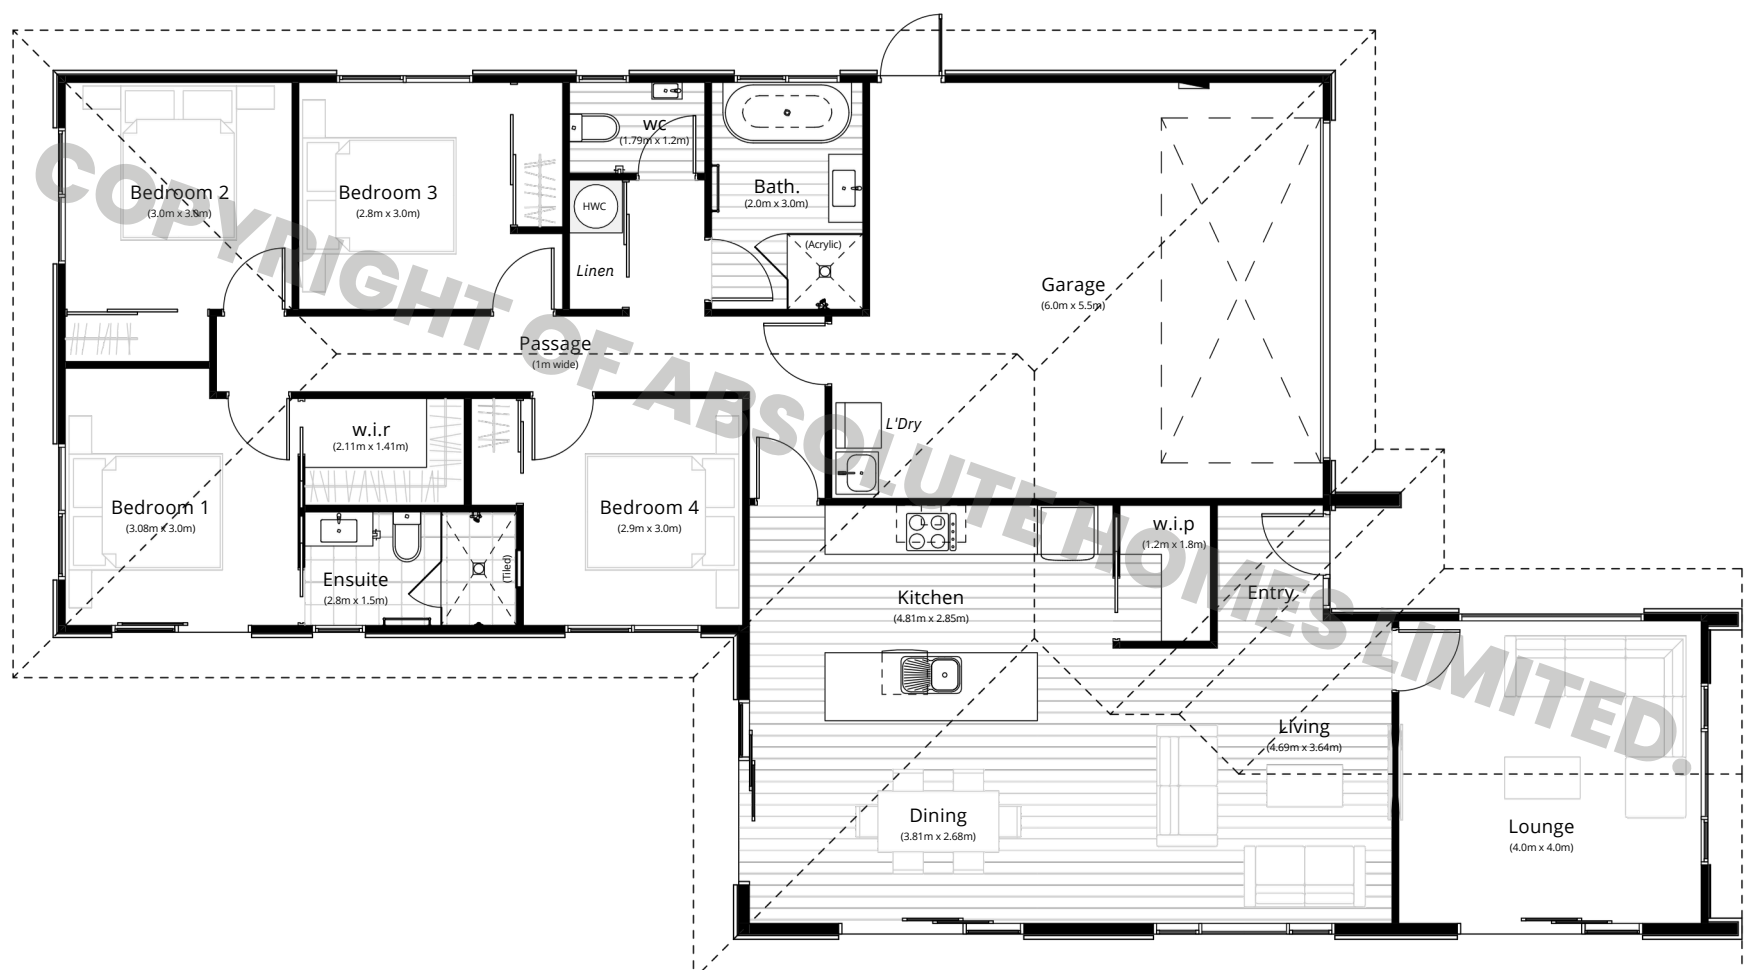 wc
(1.79m x 1.2m)
Bedroom 2
(3.0m x 3.0m)
Bedroom 3
(2.8m x 3.0m)
HWC
Bath.
(2.0m x 3.0m)
(Acrylic)
Linen
Garage
(6.0m x 5.5m)
Passage
(1m wide)
COPYRIGHT OF ABSOLUTE HOMES LIMITED.
w.i.r
(2.11m x 1.41m)
L'Dry
Bedroom 1
(3.08m x 3.0m)
Bedroom 4
(2.9m x 3.0m)
w.i.p
(1.2m x 1.8m)
Ensuite
(2.8m x 1.5m)
(Tiled)
Kitchen
(4.81m x 2.85m)
Entry
Living
(4.69m x 3.64m)
Dining
(3.81m x 2.68m)
Lounge
(4.0m x 4.0m)